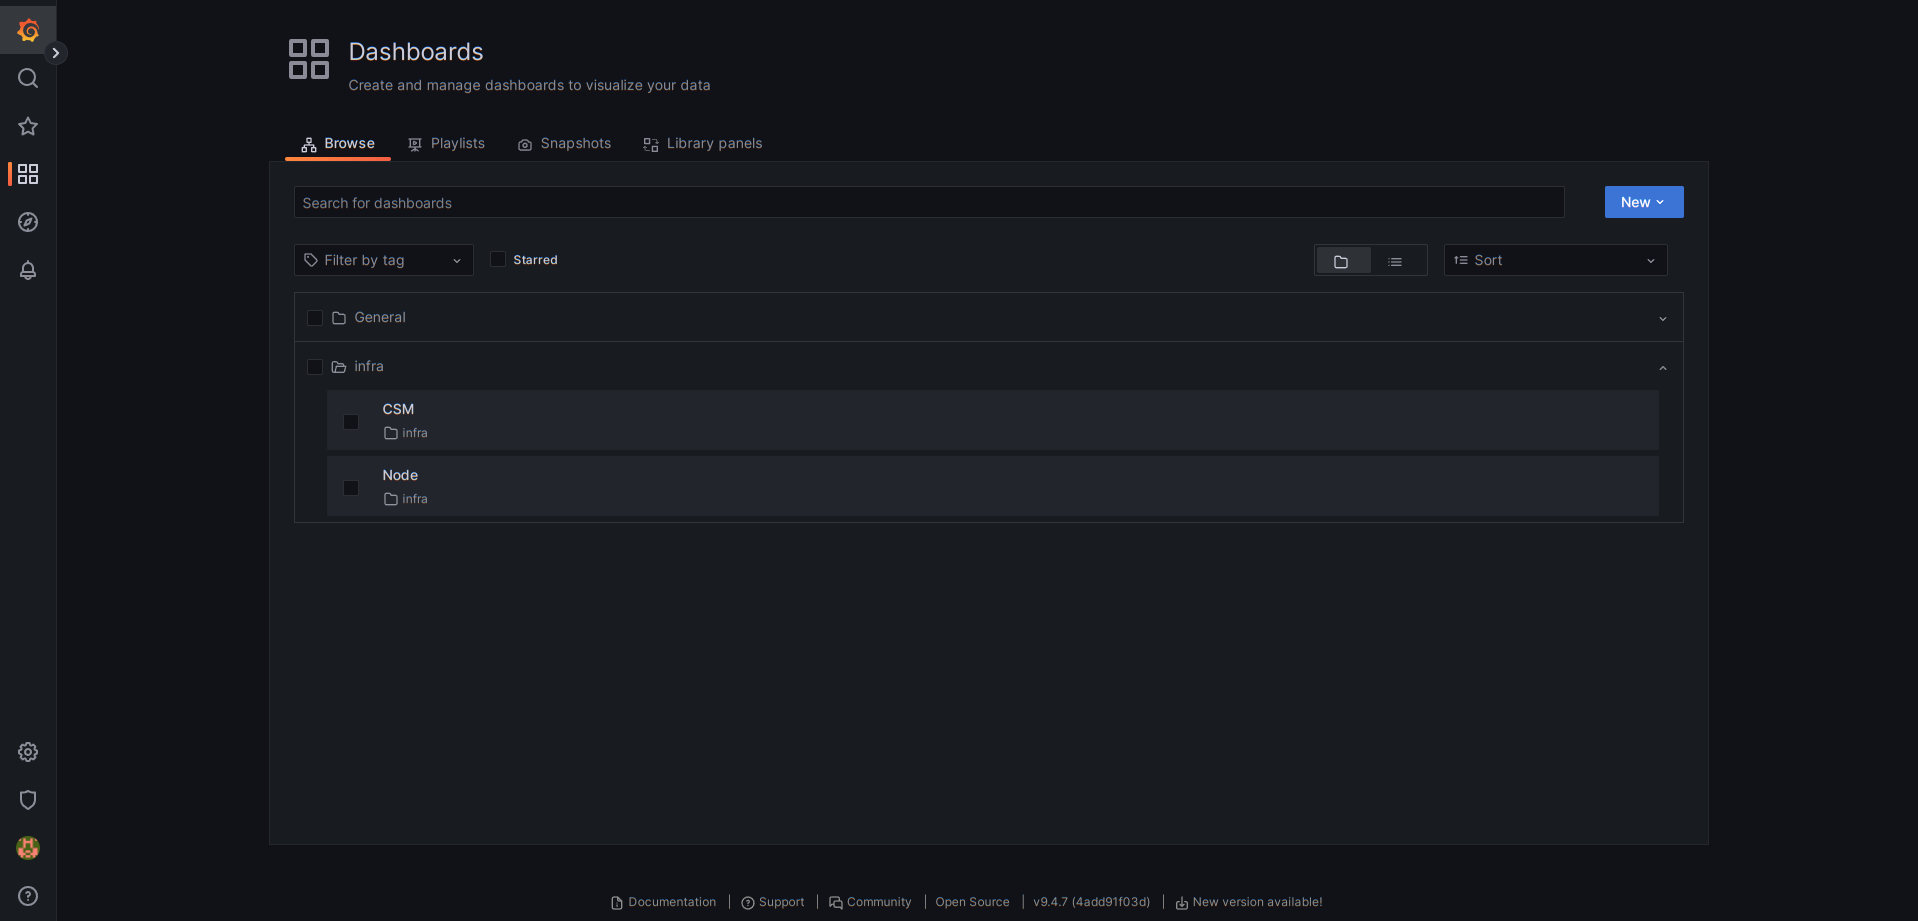 Dashboards
Create and manage dashboards to visualize your data
Browse Playlists Snapshots Library panels
Search for dashboards New
Filter by tag Starred Sort
General
infra
CSM
infra
Node
infra
Documentation | Support | Community | Open Source | v9.4.7 (4add91f03d) | New version available!